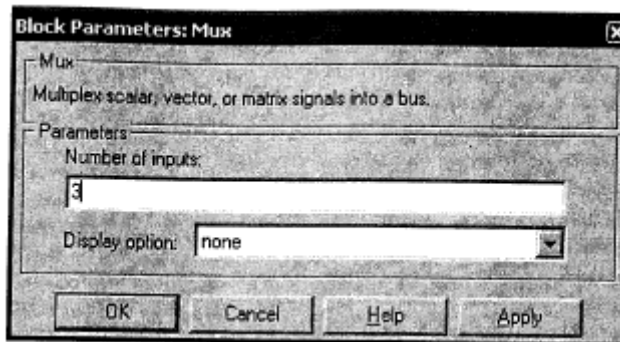 Block Parameters: Mux
Mux
Multiplex scalar, vector, or matrix signals into a bus.
Parameters
Number of inputs:
3
Display option: none
OK Cancel Help Apply